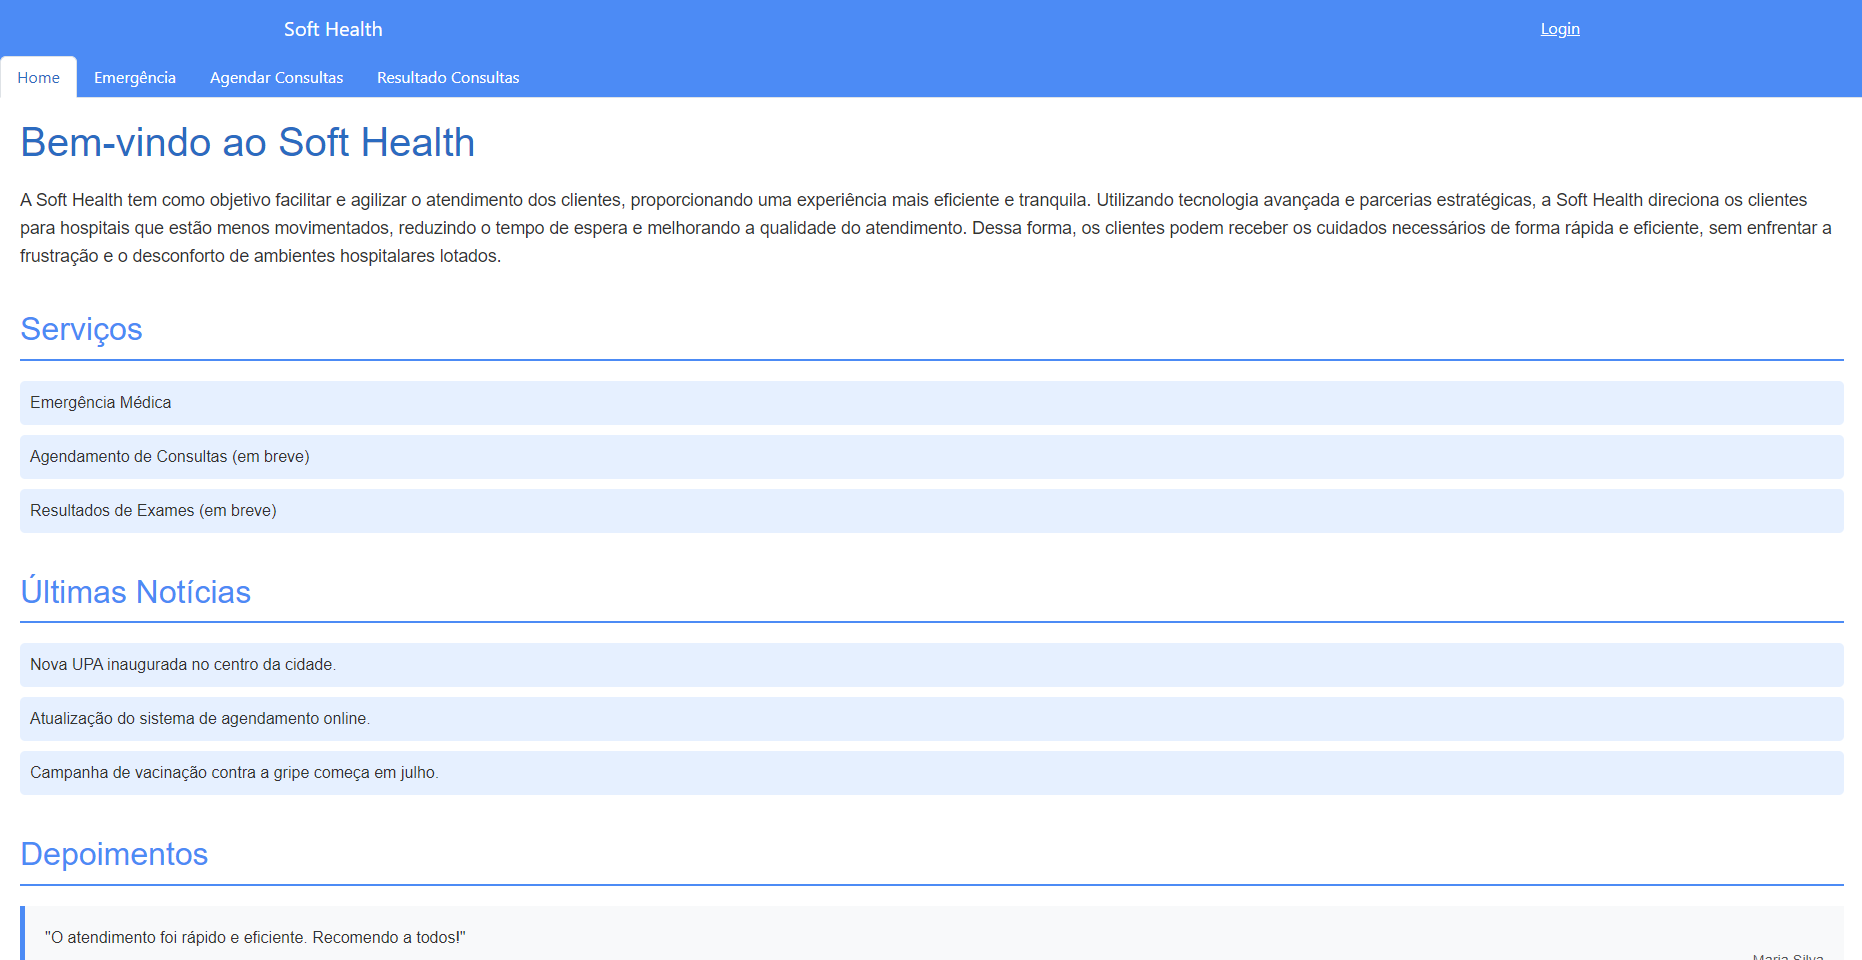 Soft Health
Login
Home
Emergência
Agendar Consultas
Resultado Consultas
Bem-vindo ao Soft Health
A Soft Health tem como objetivo facilitar e agilizar o atendimento dos clientes, proporcionando uma experiência mais eficiente e tranquila. Utilizando tecnologia avançada e parcerias estratégicas, a Soft Health direciona os clientes
para hospitais que estão menos movimentados, reduzindo o tempo de espera e melhorando a qualidade do atendimento. Dessa forma, os clientes podem receber os cuidados necessários de forma rápida e eficiente, sem enfrentar a
frustração e o desconforto de ambientes hospitalares lotados.
Serviços
Emergência Médica
Agendamento de Consultas (em breve)
Resultados de Exames (em breve)
Últimas Notícias
Nova UPA inaugurada no centro da cidade.
Atualização do sistema de agendamento online.
Campanha de vacinação contra a gripe começa em julho.
Depoimentos
"O atendimento foi rápido e eficiente. Recomendo a todos!"
Maria Silva